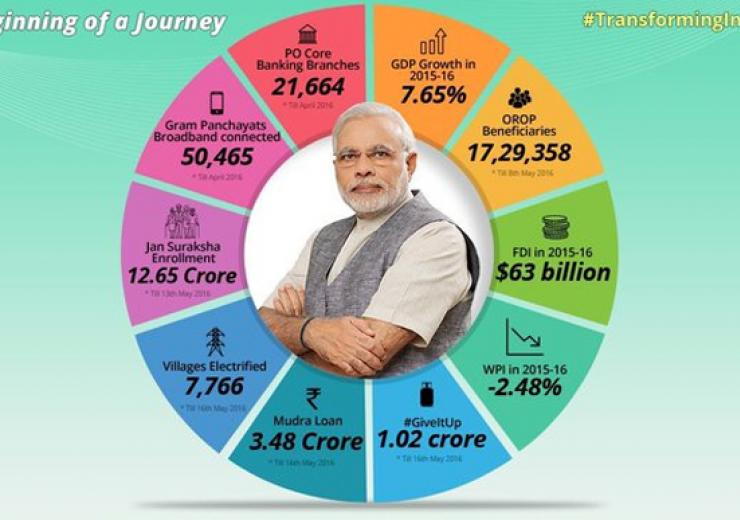 ginning of a Journey
#TransformingIn
PO Core
Banking Branches
21,664
* Till April 2016
GDP Growth in
2015-16
7.65%
OROP
Beneficiaries
17,29,358
* Till 8th May 2016
FDI in 2015-16
$63 billion
WPI in 2015-16
-2.48%
#GiveItUp
1.02 crore
* Till 16th May 2016
₹
Mudra Loan
3.48 Crore
* Till 14th May 2016
Villages Electrified
7,766
* Till 16th May 2016
Jan Suraksha
Enrollment
12.65 Crore
* Till 13th May 2016
Gram Panchayats
Broadband connected
50,465
* Till April 2016